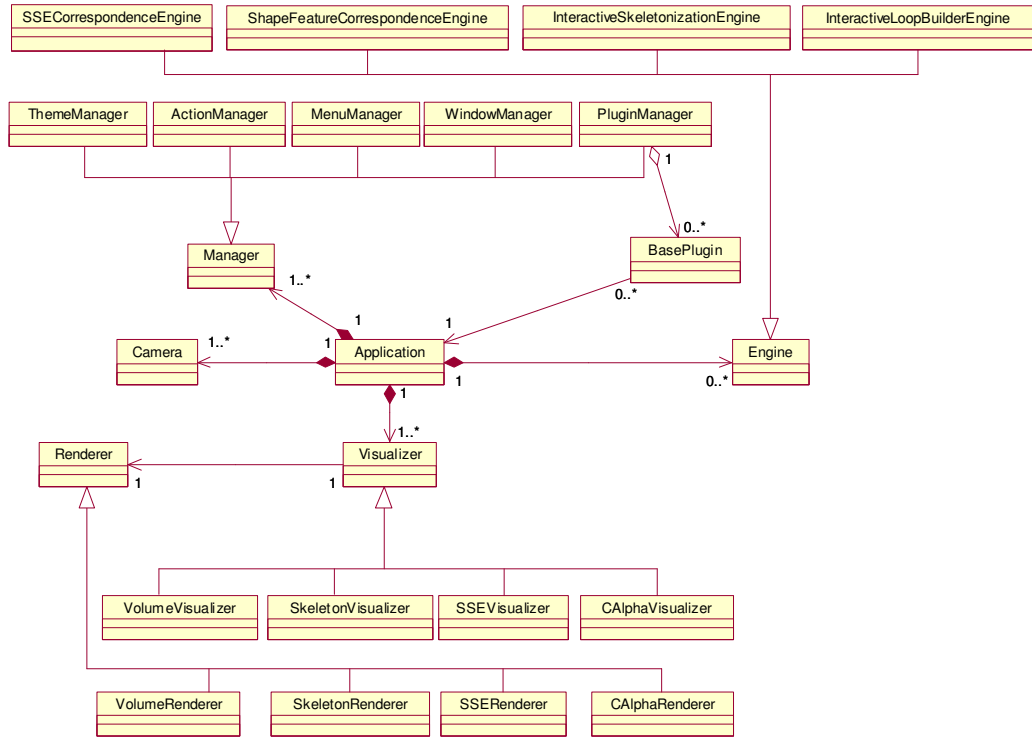 SSECorrespondenceEngine
ShapeFeatureCorrespondenceEngine
InteractiveSkeletonizationEngine
InteractiveLoopBuilderEngine
ThemeManager
ActionManager
MenuManager
WindowManager
PluginManager
1
0..*
Manager
BasePlugin
1..*
0..*
1
1
1..*
1
Camera
Application
Engine
1
0..*
1
1..*
Renderer
Visualizer
1
1
VolumeVisualizer
SkeletonVisualizer
SSEVisualizer
CAlphaVisualizer
VolumeRenderer
SkeletonRenderer
SSERenderer
CAlphaRenderer